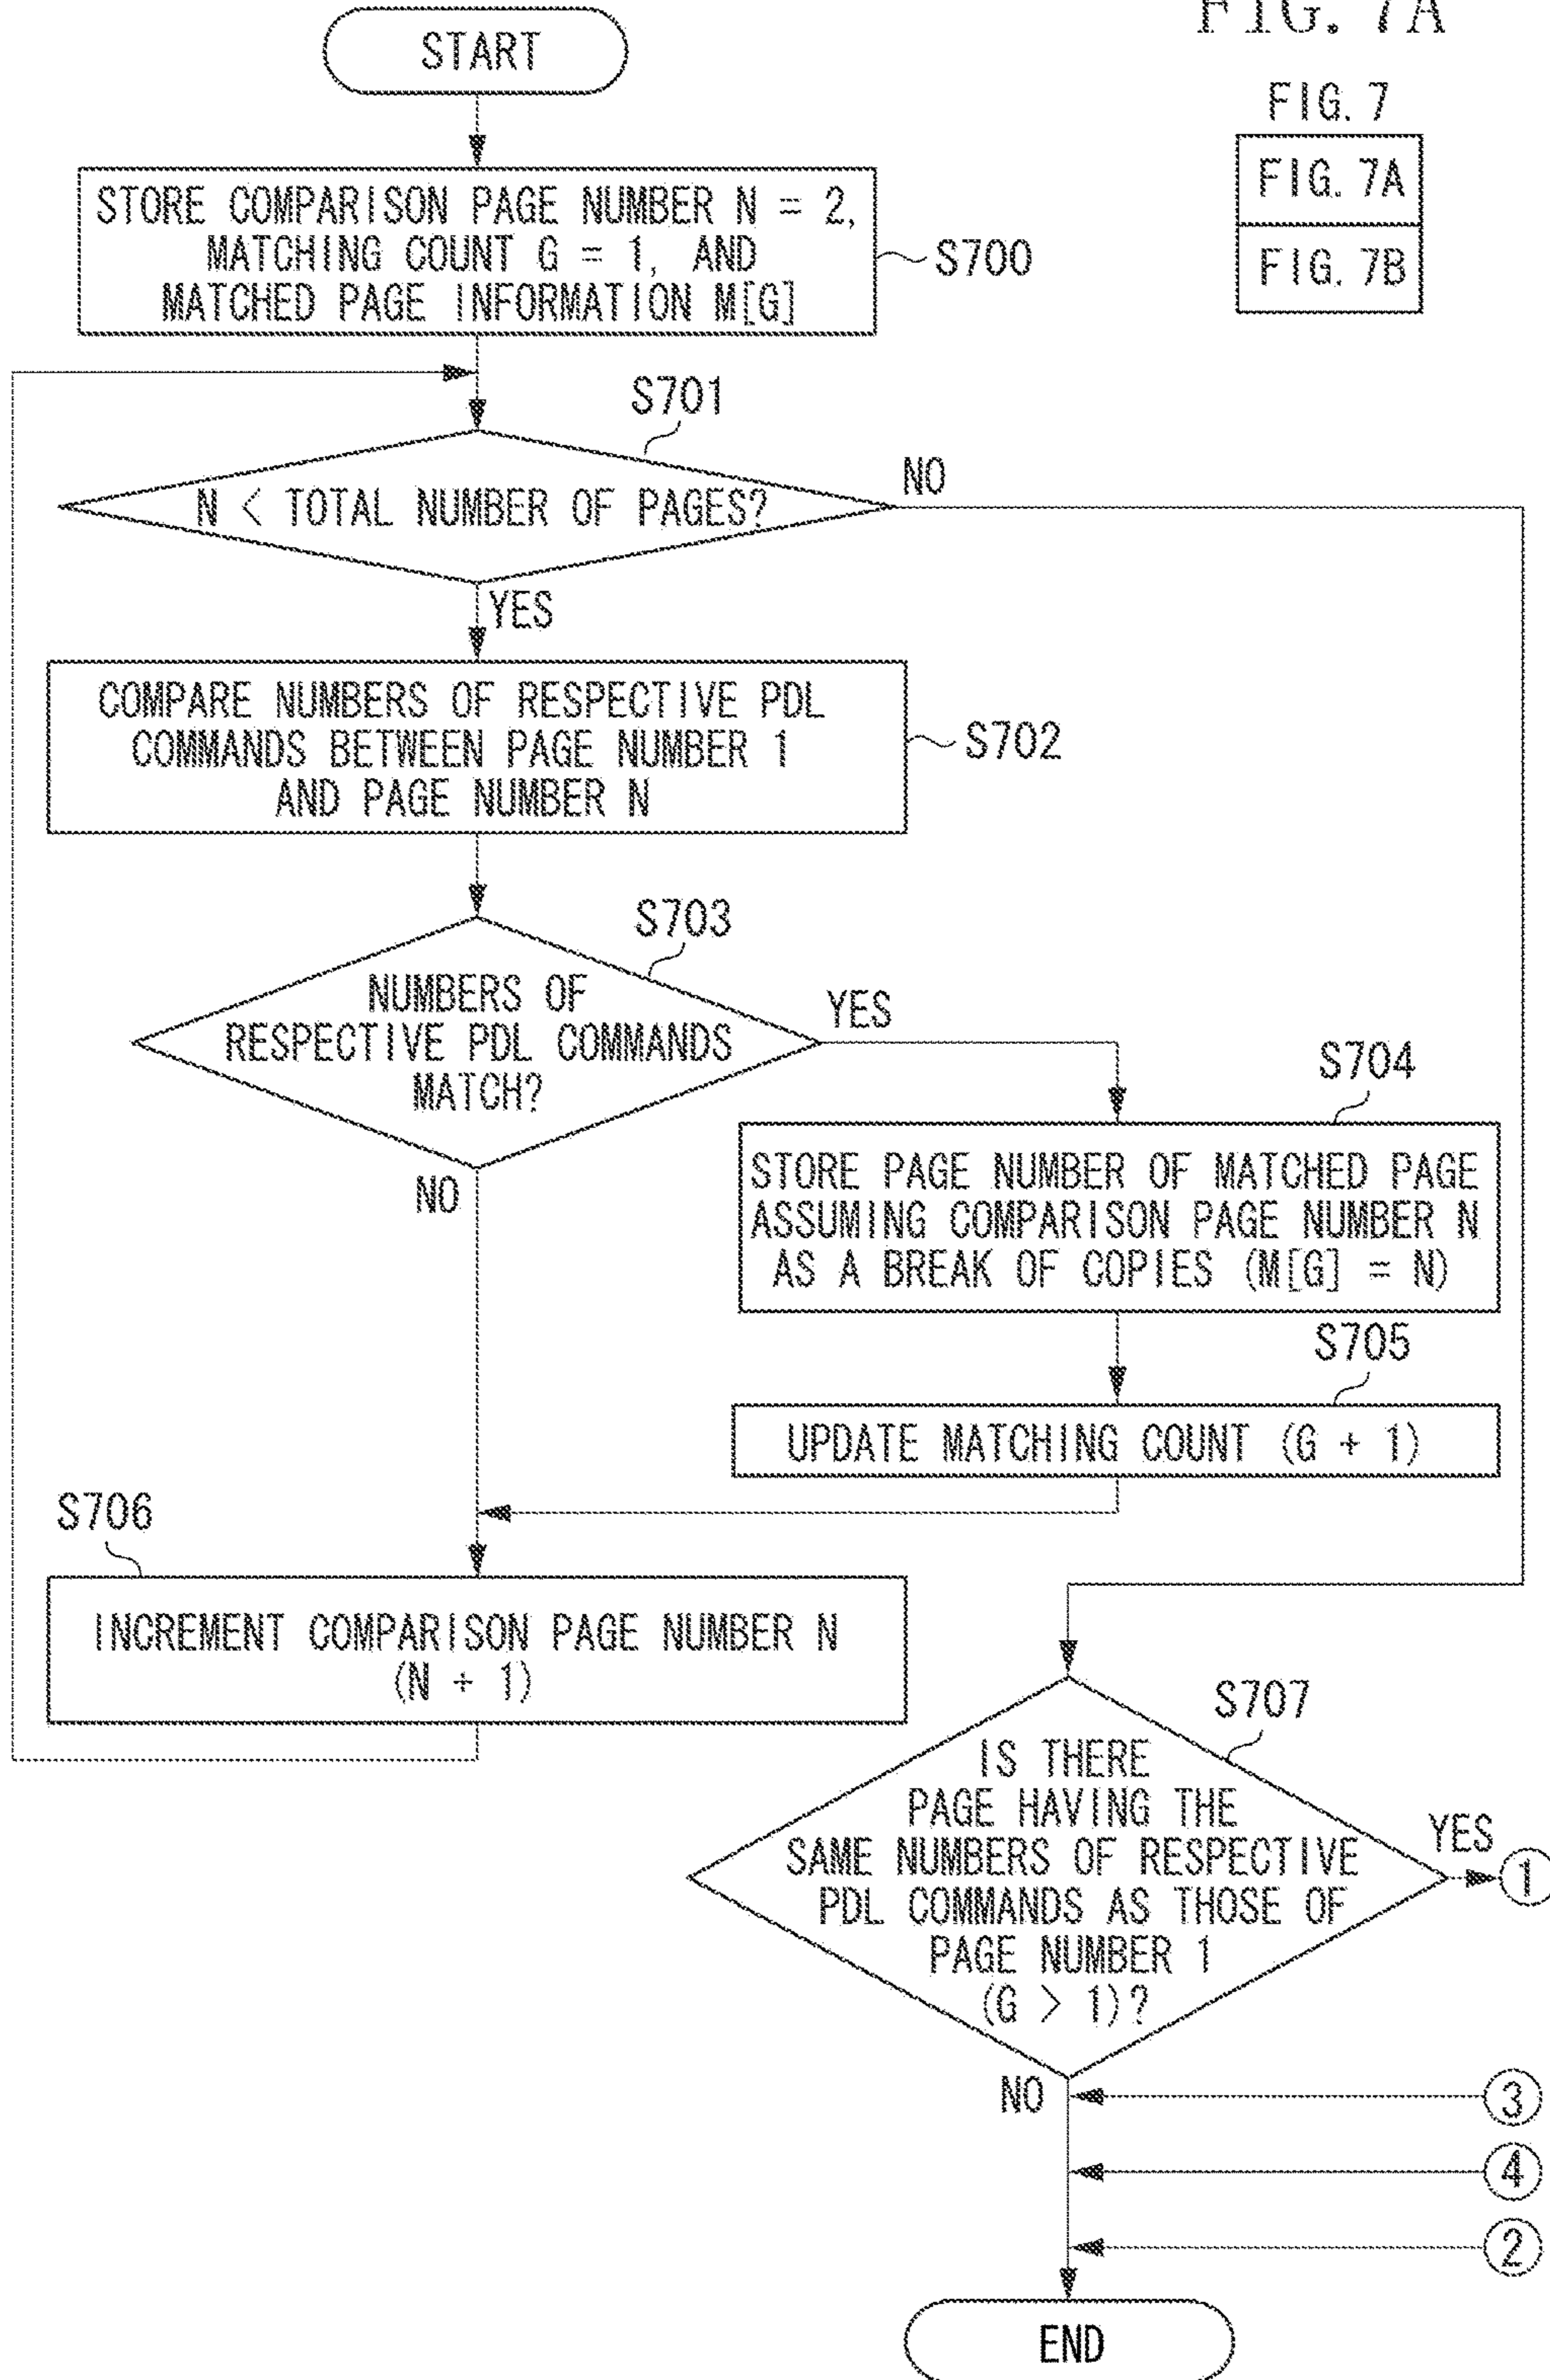 FIG. 7A
START
FIG. 7
FIG. 7A
FIG. 7B
STORE COMPARISON PAGE NUMBER N = 2,
MATCHING COUNT G = 1, AND
MATCHED PAGE INFORMATION M[G]
S700
S701
N < TOTAL NUMBER OF PAGES?
NO
YES
COMPARE NUMBERS OF RESPECTIVE PDL
COMMANDS BETWEEN PAGE NUMBER 1
AND PAGE NUMBER N
S702
S703
NUMBERS OF
RESPECTIVE PDL COMMANDS
MATCH?
YES
NO
S704
STORE PAGE NUMBER OF MATCHED PAGE
ASSUMING COMPARISON PAGE NUMBER N
AS A BREAK OF COPIES (M[G] = N)
S705
UPDATE MATCHING COUNT (G + 1)
S706
INCREMENT COMPARISON PAGE NUMBER N
(N + 1)
S707
IS THERE
PAGE HAVING THE
SAME NUMBERS OF RESPECTIVE
PDL COMMANDS AS THOSE OF
PAGE NUMBER 1
(G > 1)?
YES
1
NO
3
4
2
END